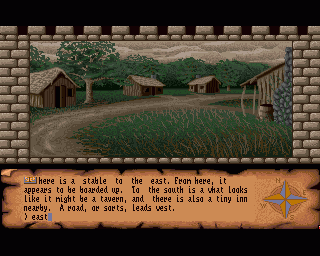 here is a stable to the east. From here, it
appears to be boarded up. To the south is a what looks
like it might be a tavern, and there is also a tiny inn
nearby. A road, of sorts, leads west.
) east
N